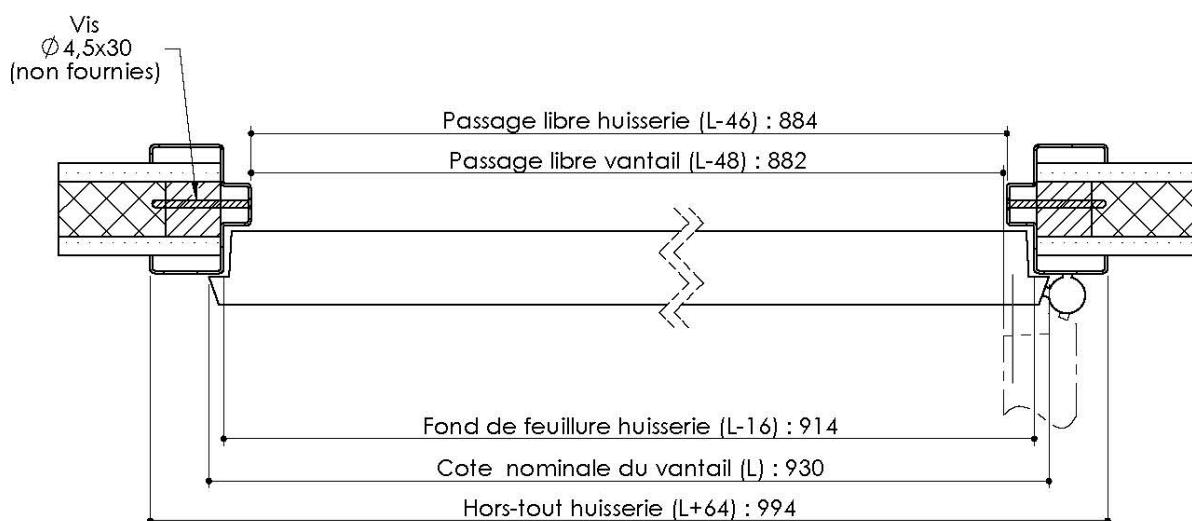 Vis
Ø 4,5x30
(non fournies)
Passage libre huisserie (L-46) : 884
Passage libre vantail (L-48) : 882
Fond de feuillure huisserie (L-16) : 914
Cote nominale du vantail (L) : 930
Hors-tout huisserie (L+64) : 994